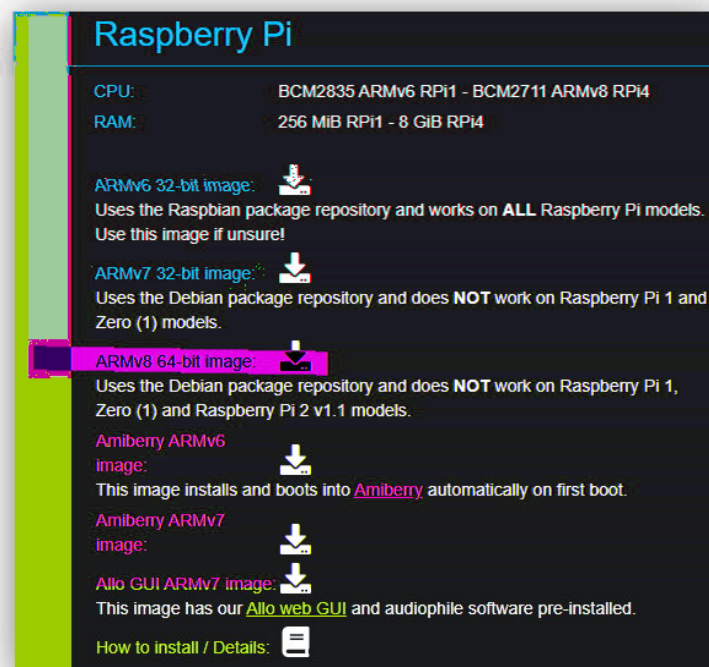 Raspberry Pi
CPU: BCM2835 ARMv6 RPi1 - BCM2711 ARMv8 RPi4
RAM: 256 MiB RPi1 - 8 GiB RPi4
ARMv6 32-bit image:
Uses the Raspbian package repository and works on ALL Raspberry Pi models.
Use this image if unsure!
ARMv7 32-bit image:
Uses the Debian package repository and does NOT work on Raspberry Pi 1 and
Zero (1) models.
ARMv8 64-bit image:
Uses the Debian package repository and does NOT work on Raspberry Pi 1,
Zero (1) and Raspberry Pi 2 v1.1 models.
Amiberry ARMv6
image:
This image installs and boots into Amiberry automatically on first boot.
Amiberry ARMv7
image:
Allo GUI ARMv7 image:
This image has our Allo web GUI and audiophile software pre-installed.
How to install / Details: